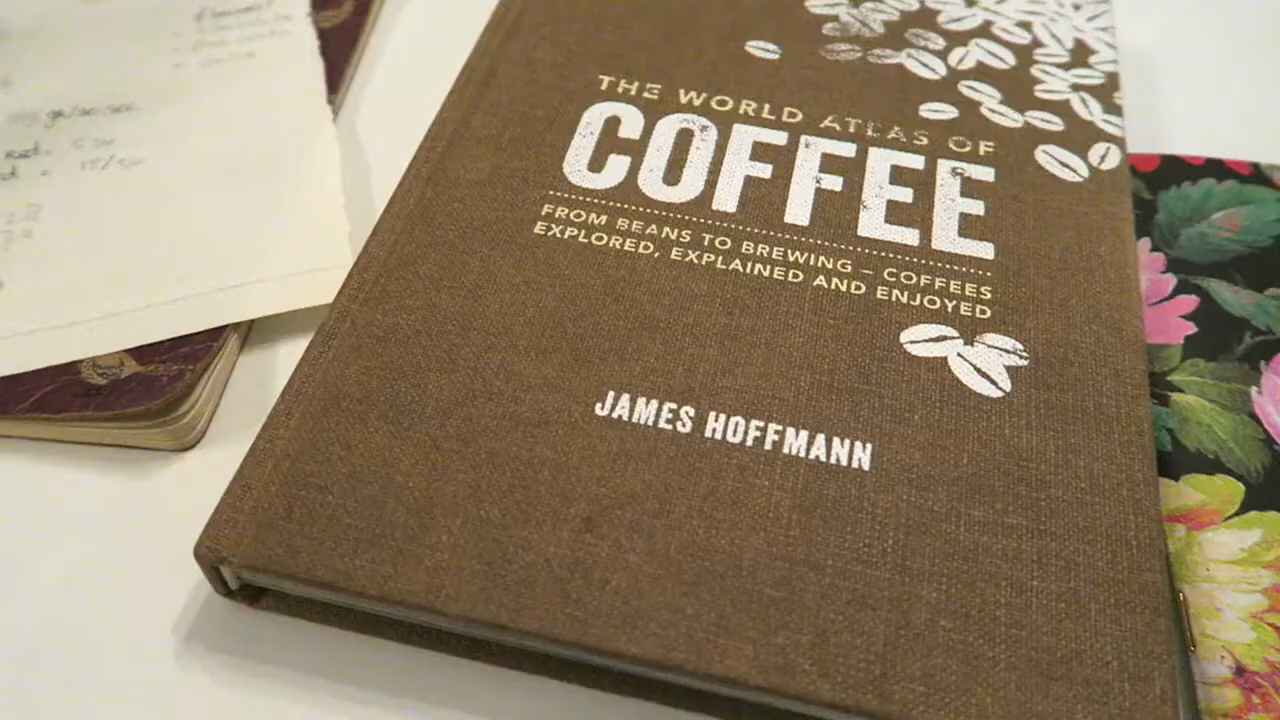 THE WORLD ATLAS OF
COFFEE
FROM BEANS TO BREWING – COFFEES
EXPLORED, EXPLAINED AND ENJOYED
JAMES HOFFMANN